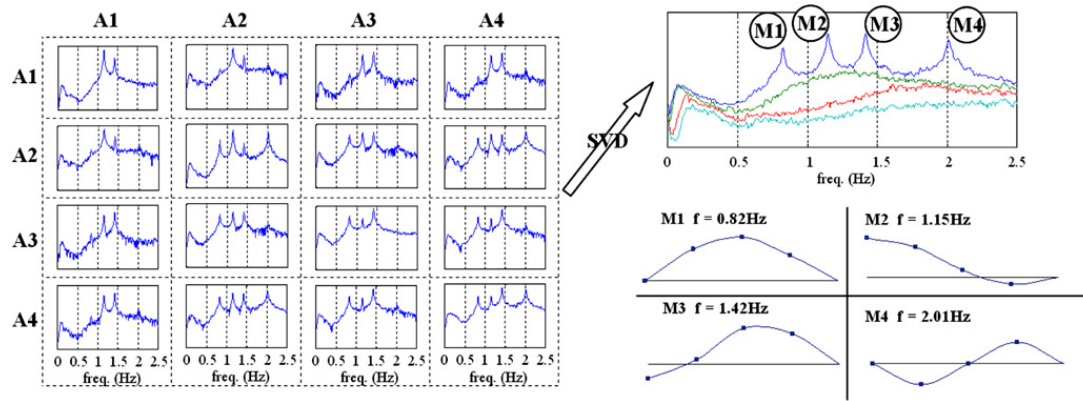 A1 A2 A3 A4
A1
A2
A3
A4
0 0.5 1 1.5 2 2.5 0 0.5 1 1.5 2 2.5 0 0.5 1 1.5 2 2.5 0 0.5 1 1.5 2 2.5
freq. (Hz) freq. (Hz) freq. (Hz) freq. (Hz)
SVD
M1 M2 M3 M4
0 0.5 1 1.5 2 2.5
freq. (Hz)
M1 f = 0.82Hz
M2 f = 1.15Hz
M3 f = 1.42Hz
M4 f = 2.01Hz